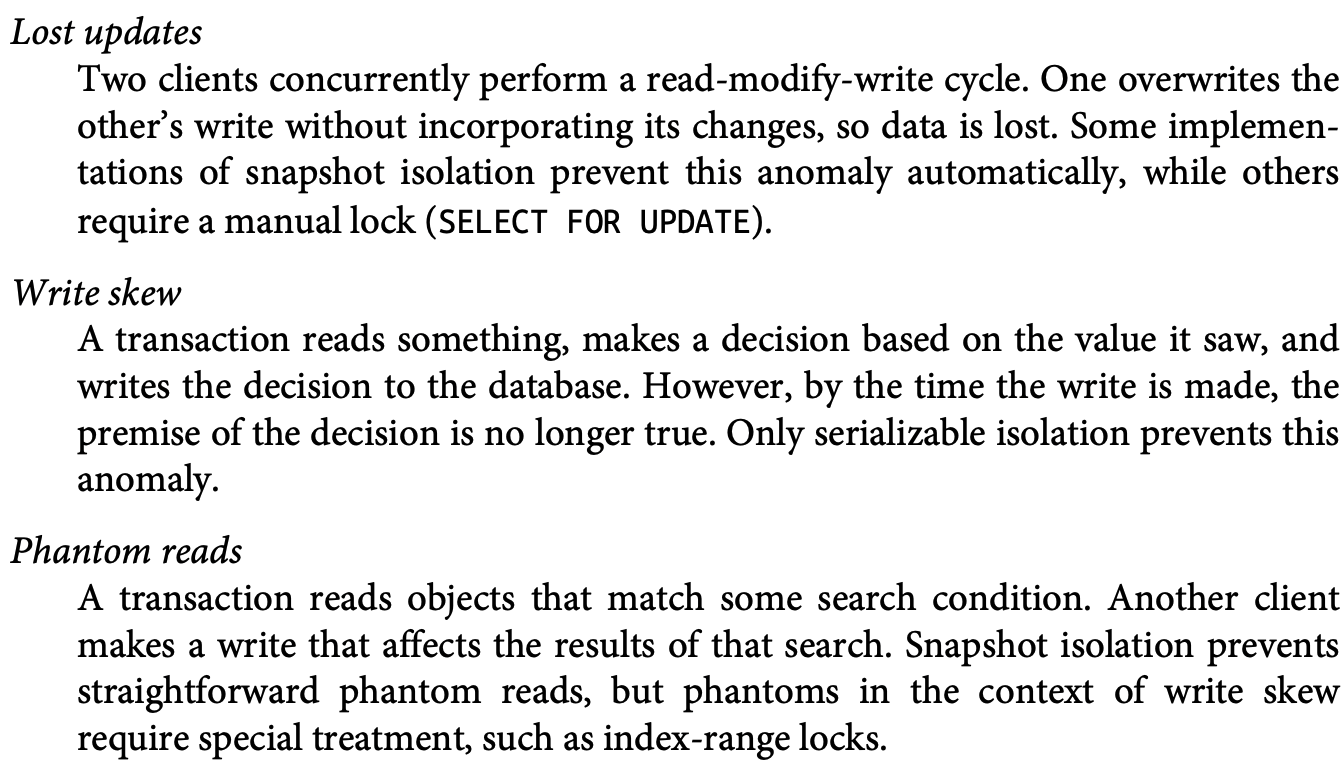 Lost updates
Two clients concurrently perform a read-modify-write cycle. One overwrites the
other’s write without incorporating its changes, so data is lost. Some implemen-
tations of snapshot isolation prevent this anomaly automatically, while others
require a manual lock (SELECT FOR UPDATE).
Write skew
A transaction reads something, makes a decision based on the value it saw, and
writes the decision to the database. However, by the time the write is made, the
premise of the decision is no longer true. Only serializable isolation prevents this
anomaly.
Phantom reads
A transaction reads objects that match some search condition. Another client
makes a write that affects the results of that search. Snapshot isolation prevents
straightforward phantom reads, but phantoms in the context of write skew
require special treatment, such as index-range locks.